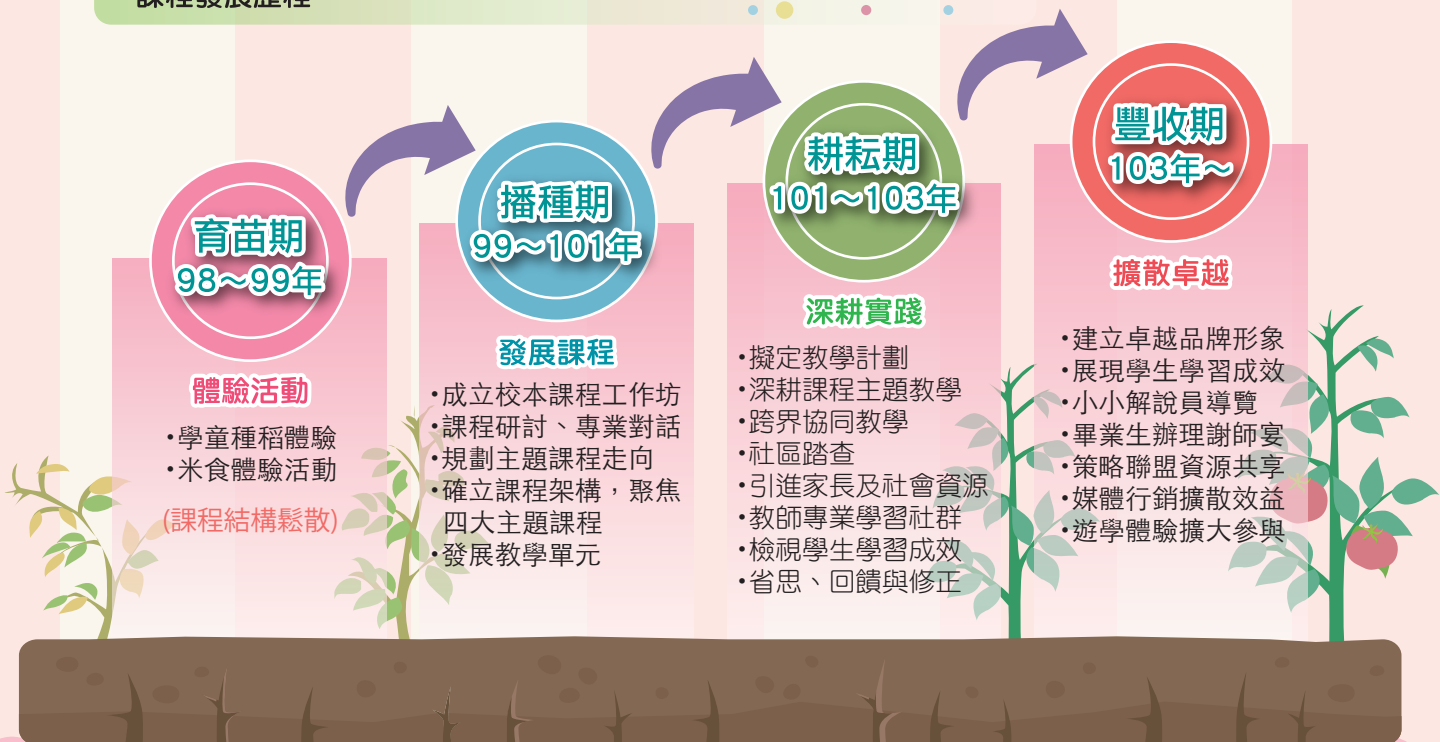 課程發展歷程
育苗期
98～99年
體驗活動
•學童種稻體驗
•米食體驗活動
(課程結構鬆散)
播種期
99～101年
發展課程
•成立校本課程工作坊
•課程研討、專業對話
•規劃主題課程走向
•確立課程架構，聚焦
四大主題課程
•發展教學單元
耕耘期
101～103年
深耕實踐
•擬定教學計劃
•深耕課程主題教學
•跨界協同教學
•社區踏查
•引進家長及社會資源
•教師專業學習社群
•檢視學生學習成效
•省思、回饋與修正
豐收期
103年～
擴散卓越
•建立卓越品牌形象
•展現學生學習成效
•小小解說員導覽
•畢業生辦理謝師宴
•策略聯盟資源共享
•媒體行銷擴散效益
•遊學體驗擴大參與